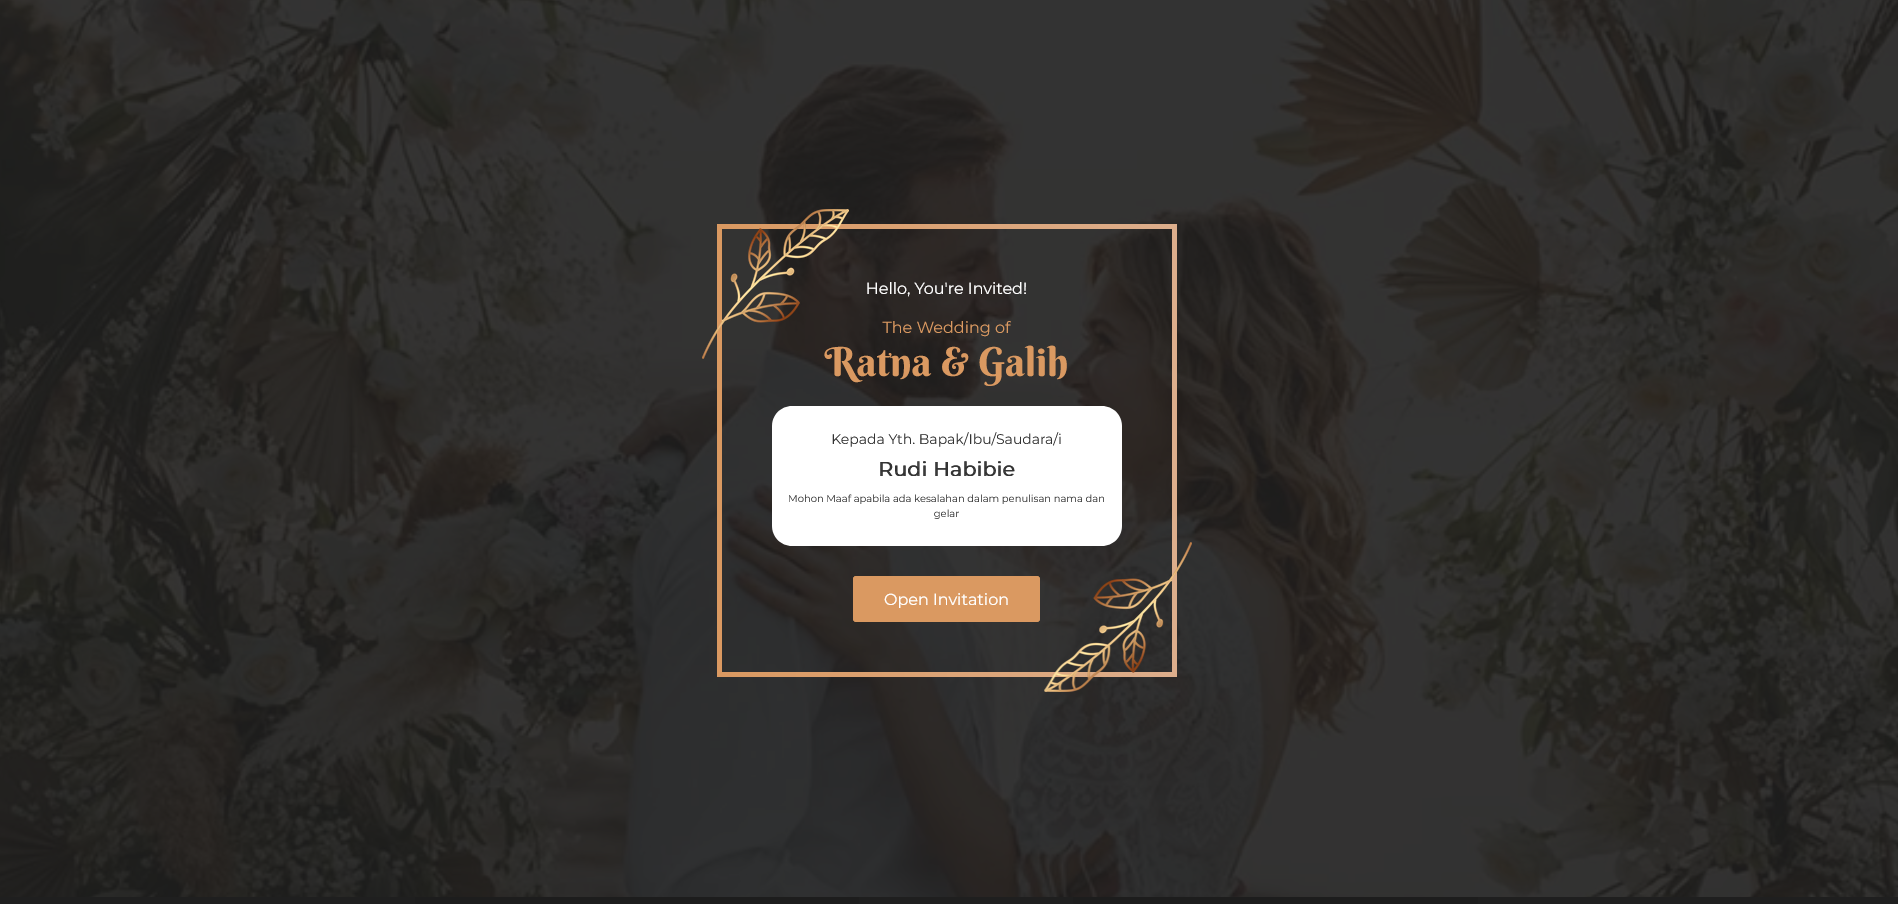 Hello, You're Invited!
The Wedding of
Ratna & Galih
Kepada Yth. Bapak/Ibu/Saudara/i
Rudi Habibie
Mohon Maaf apabila ada kesalahan dalam penulisan nama dan
gelar
Open Invitation